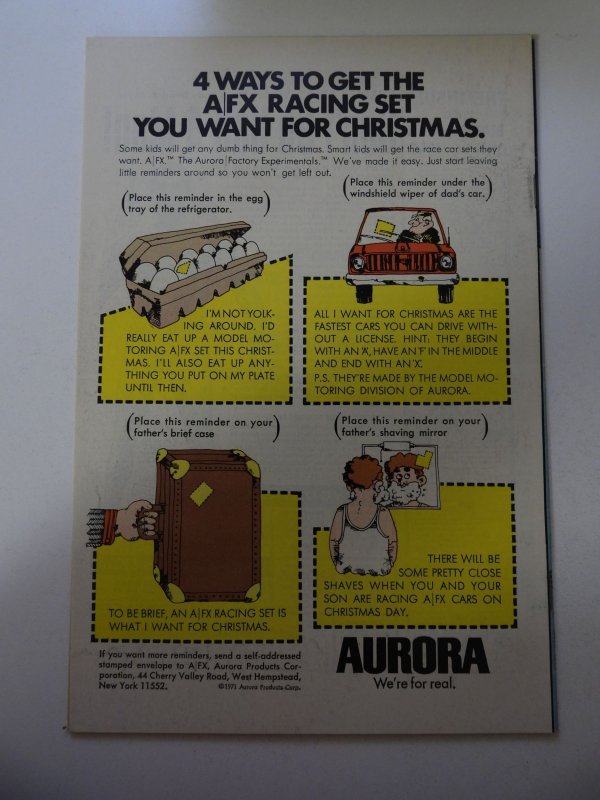 4 WAYS TO GET THE
A|FX RACING SET
YOU WANT FOR CHRISTMAS.
Some kids will get any dumb thing for Christmas. Smart kids will get the race car sets they
want. A|FX.™ The Aurora|Factory Experimentals.™ We've made it easy. Just start leaving
little reminders around so you won't get left out.
(Place this reminder in the egg
tray of the refrigerator.)
I'M NOT YOLK-
ING AROUND. I'D
REALLY EAT UP A MODEL MO-
TORING A|FX SET THIS CHRIST-
MAS. I'LL ALSO EAT UP ANY-
THING YOU PUT ON MY PLATE
UNTIL THEN.
(Place this reminder under the
windshield wiper of dad's car.)
ALL I WANT FOR CHRISTMAS ARE THE
FASTEST CARS YOU CAN DRIVE WITH-
OUT A LICENSE. HINT: THEY BEGIN
WITH AN 'A', HAVE AN 'F' IN THE MIDDLE
AND END WITH AN 'X'.
P.S. THEY'RE MADE BY THE MODEL MO-
TORING DIVISION OF AURORA.
(Place this reminder on your
father's brief case)
TO BE BRIEF, AN A|FX RACING SET IS
WHAT I WANT FOR CHRISTMAS.
(Place this reminder on your
father's shaving mirror)
THERE WILL BE
SOME PRETTY CLOSE
SHAVES WHEN YOU AND YOUR
SON ARE RACING A|FX CARS ON
CHRISTMAS DAY.
If you want more reminders, send a self-addressed
stamped envelope to A|FX, Aurora Products Cor-
poration, 44 Cherry Valley Road, West Hempstead,
New York 11552. ©1971 Aurora Products Corp.
AURORA
We're for real.